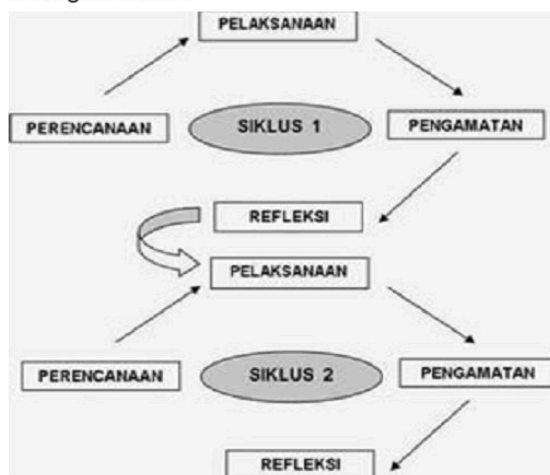 PELAKSANAAN
PERENCANAAN
SIKLUS 1
PENGAMATAN
REFLEKSI
PELAKSANAAN
PERENCANAAN
SIKLUS 2
PENGAMATAN
REFLEKSI